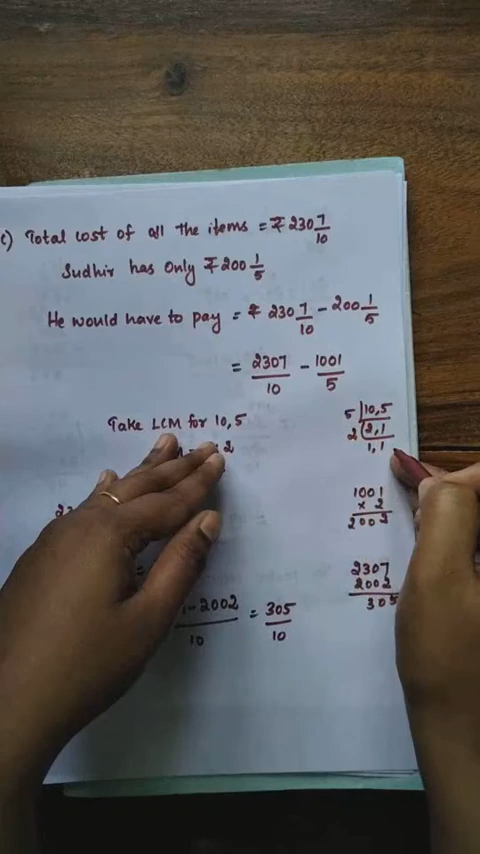 c) Total cost of all the items = ₹ 230 7/10
Sudhir has only ₹ 200 1/5
He would have to pay = ₹ 230 7/10 - 200 1/5
= 2307/10 - 1001/5
Take LCM for 10,5
2
5 | 10,5
2 | 2,1
1,1
1001
× 2
2002
2307
2002
305
=
- 2002/10 = 305/10